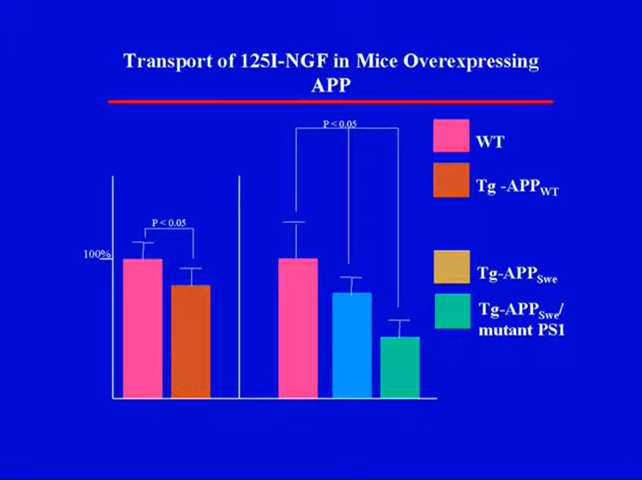 Transport of 125I-NGF in Mice Overexpressing
APP
P < 0.05
WT
Tg -APPWT
P < 0.05
100%
Tg-APPSwe
Tg-APPSwe/
mutant PS1